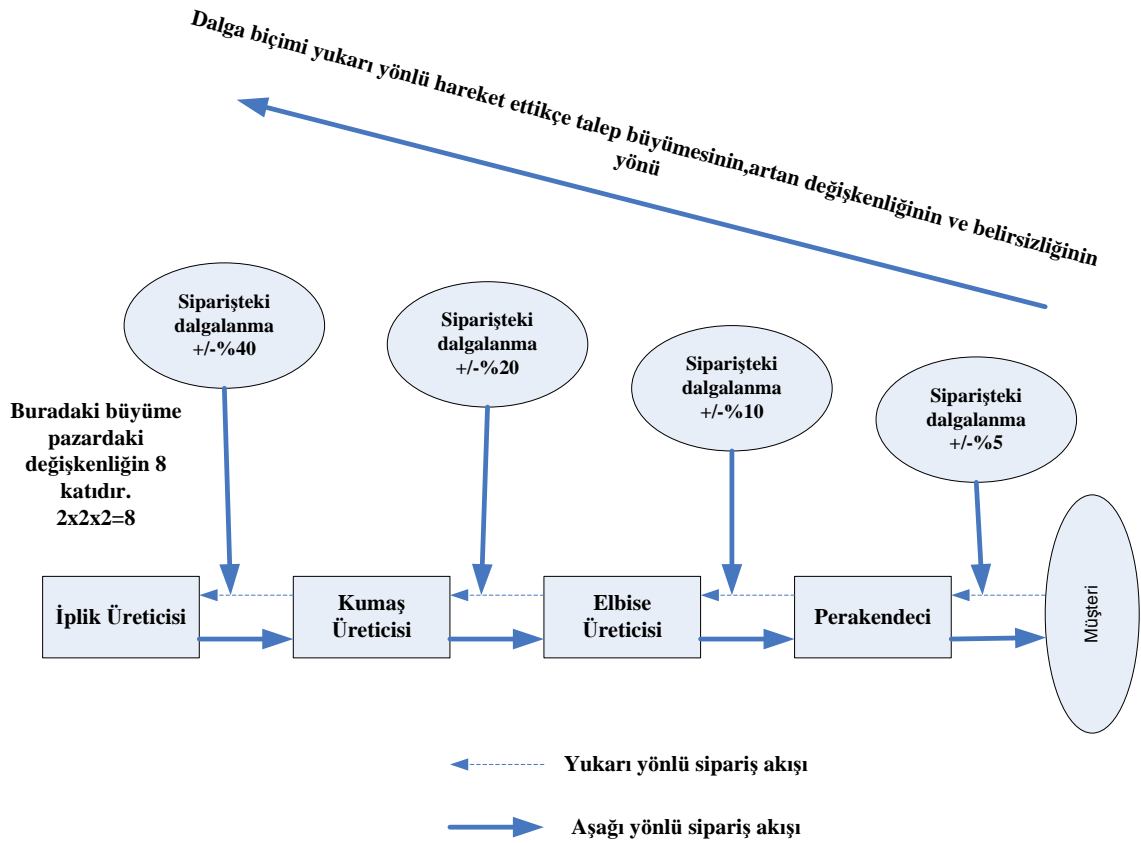 Dalga biçimi yukarı yönlü hareket ettikçe talep büyümesinin,artan değişkenliğinin ve belirsizliğinin
yönü
Siparişteki
dalgalanma
+/-%40
Siparişteki
dalgalanma
+/-%20
Siparişteki
dalgalanma
+/-%10
Siparişteki
dalgalanma
+/-%5
Buradaki büyüme
pazardaki
değişkenliğin 8
katıdır.
2x2x2=8
İplik Üreticisi
Kumaş
Üreticisi
Elbise
Üreticisi
Perakendeci
Müşteri
Yukarı yönlü sipariş akışı
Aşağı yönlü sipariş akışı